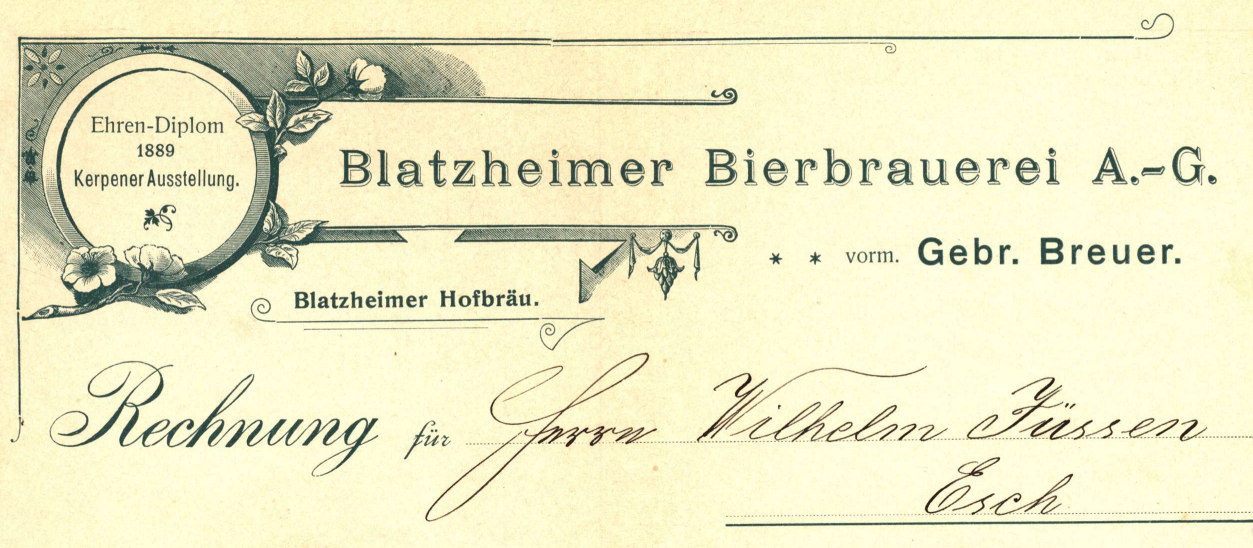 Ehren-Diplom
1889
Kerpener Ausstellung.
Blatzheimer Bierbrauerei A.-G.
* * vorm. Gebr. Breuer.
Blatzheimer Hofbräu.
Rechnung für Herrn Wilhelm Füssen
Esch